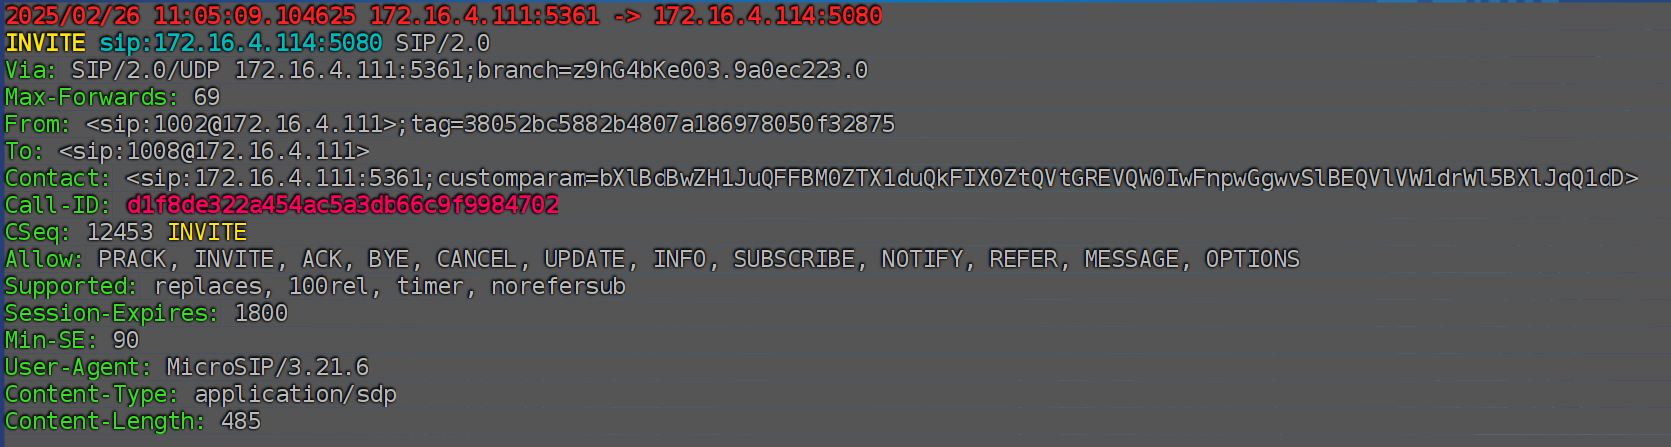 2025/02/26 11:05:09.104625 172.16.4.111:5361 -> 172.16.4.114:5080
INVITE sip:172.16.4.114:5080 SIP/2.0
Via: SIP/2.0/UDP 172.16.4.111:5361;branch=z9hG4bKe003.9a0ec223.0
Max-Forwards: 69
From: <sip:1002@172.16.4.111>;tag=38052bc5882b4807a186978050f32875
To: <sip:1008@172.16.4.111>
Contact: <sip:172.16.4.111:5361;customparam=bXlBdBwZH1JuQFFBM0ZTX1duQkFIX0ZtQVtGREVQW0IwFnpwGgwvSlBEQVlVW1drWl5BXlJqQ1dD>
Call-ID: d1f8de322a454ac5a3db66c9f9984702
CSeq: 12453 INVITE
Allow: PRACK, INVITE, ACK, BYE, CANCEL, UPDATE, INFO, SUBSCRIBE, NOTIFY, REFER, MESSAGE, OPTIONS
Supported: replaces, 100rel, timer, norefersub
Session-Expires: 1800
Min-SE: 90
User-Agent: MicroSIP/3.21.6
Content-Type: application/sdp
Content-Length: 485